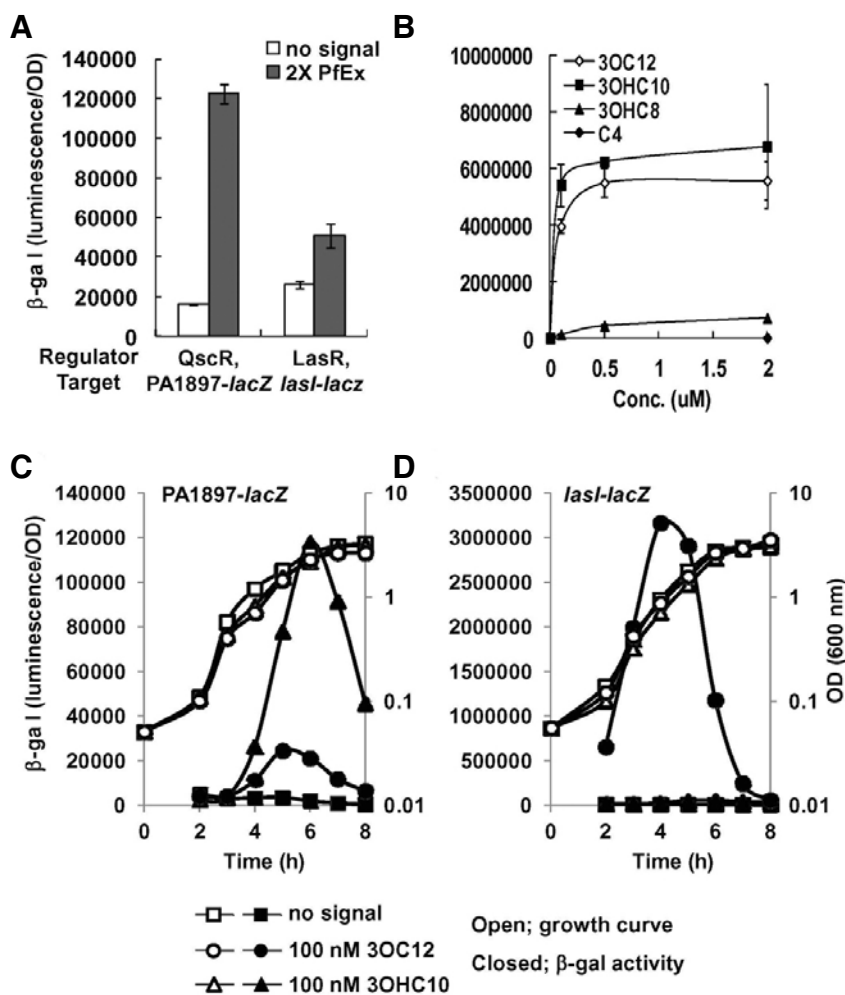 A
no signal
2X PfEx
β-ga l (luminescence/OD)
140000
120000
100000
80000
60000
40000
20000
0
Regulator
Target
QscR,
PA1897-lacZ
LasR,
lasI-lacz
B
3OC12
3OHC10
3OHC8
C4
10000000
8000000
6000000
4000000
2000000
0
0 0.5 1 1.5 2
Conc. (uM)
C
PA1897-lacZ
β-ga l (luminescence/OD)
140000
120000
100000
80000
60000
40000
20000
0
10
1
0.1
0.01
0 2 4 6 8
Time (h)
D
lasI-lacZ
3500000
3000000
2500000
2000000
1500000
1000000
500000
0
10
1
0.1
0.01
OD (600 nm)
0 2 4 6 8
Time (h)
no signal
100 nM 3OC12
100 nM 3OHC10
Open; growth curve
Closed; β-gal activity